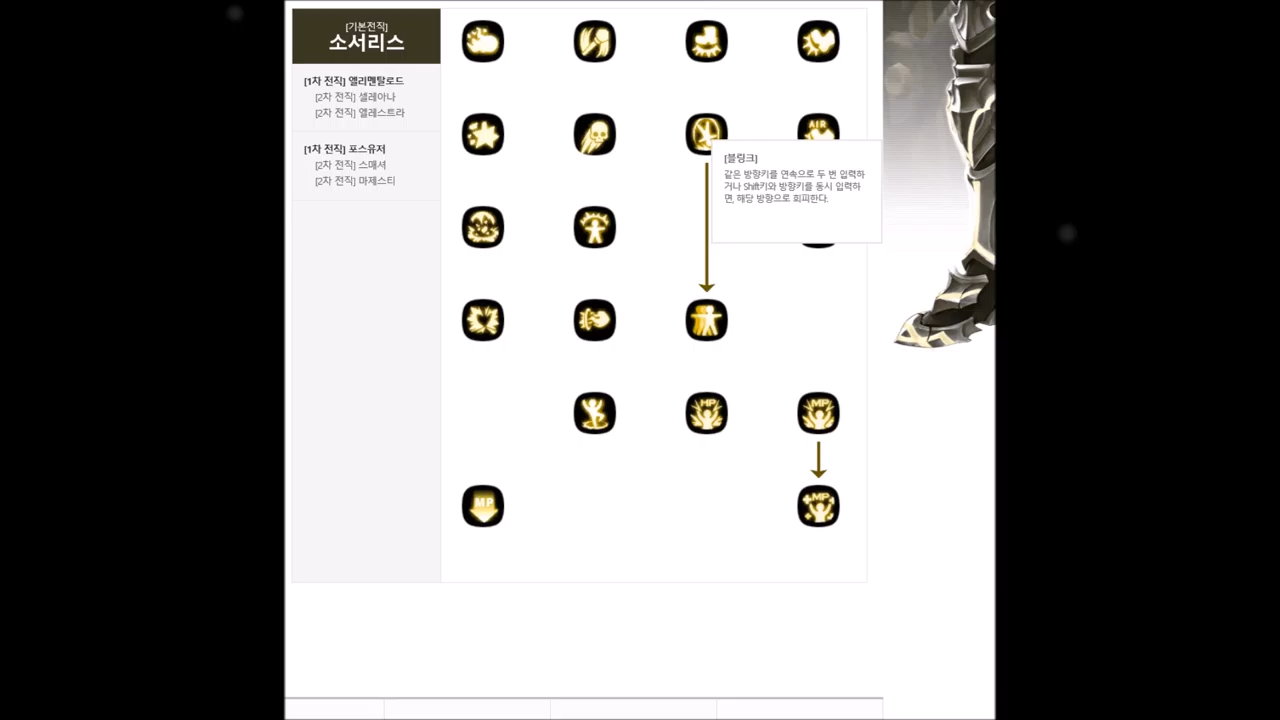 [기본전직]
소서리스
[1차 전직] 엘리멘탈로드
[2차 전직] 셀레아나
[2차 전직] 엘레스트라
[1차 전직] 포스유저
[2차 전직] 스매셔
[2차 전직] 마제스티
AIR
[블링크]
같은 방향키를 연속으로 두 번 입력하
거나 Shift키와 방향키를 동시 입력하
면, 해당 방향으로 회피한다.
HP
MP
MP
MP